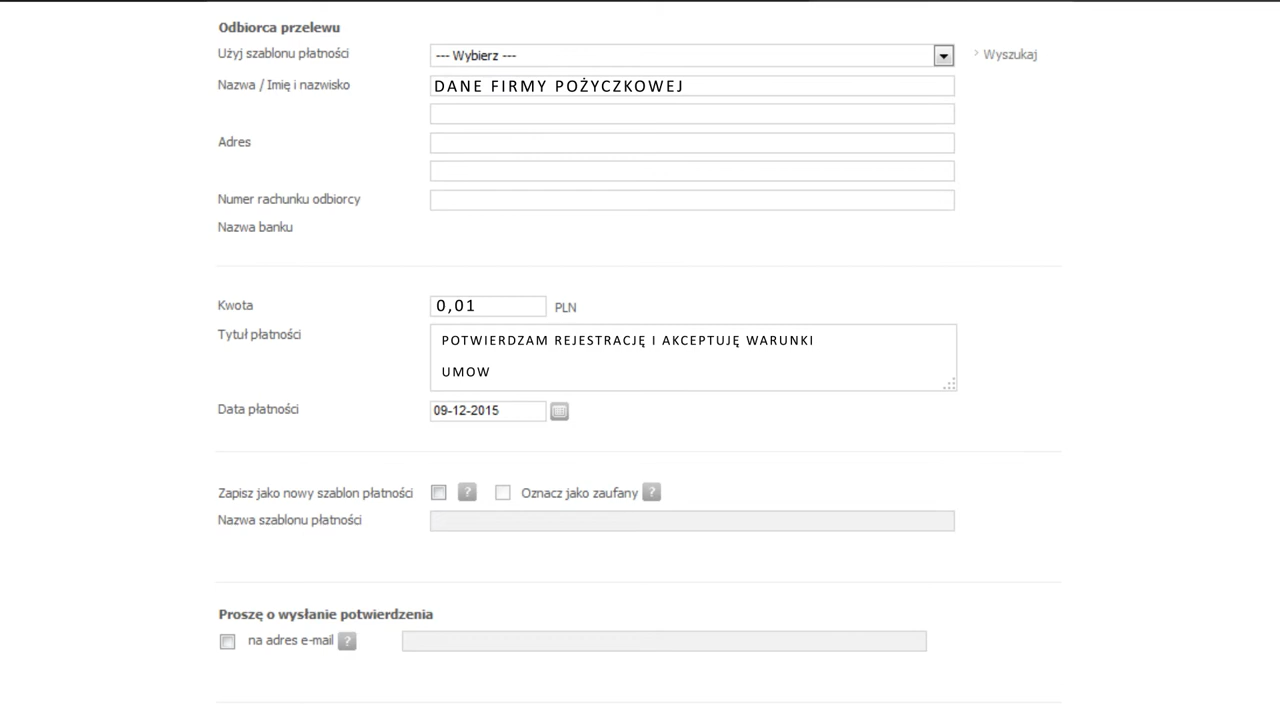 Odbiorca przelewu
Użyj szablonu płatności --- Wybierz --- Wyszukaj
Nazwa / Imię i nazwisko DANE FIRMY POŻYCZKOWEJ
Adres
Numer rachunku odbiorcy
Nazwa banku
Kwota 0,01 PLN
Tytuł płatności POTWIERDZAM REJESTRACJĘ I AKCEPTUJĘ WARUNKI
UMOW
Data płatności 09-12-2015
Zapisz jako nowy szablon płatności ? Oznacz jako zaufany ?
Nazwa szablonu płatności
Proszę o wysłanie potwierdzenia
na adres e-mail ?